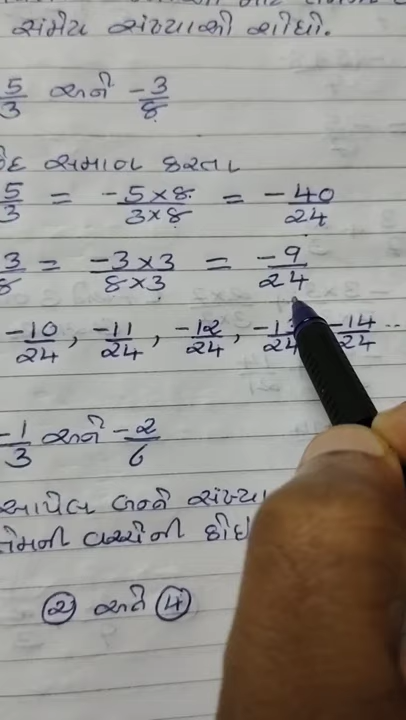 સંમેય સંખ્યાઓ શોધો.
5/3 અને -3/8
છેદ સમાન કરતા
5/3 = -5×8/3×8 = -40/24
3/8 = -3×3/8×3 = -9/24
-10/24, -11/24, -12/24, -13/24, -14/24 --
-1/3 અને -2/6
આપેલ બંને સંખ્યા
તેમની વચ્ચેની કોઇ
② અને ④